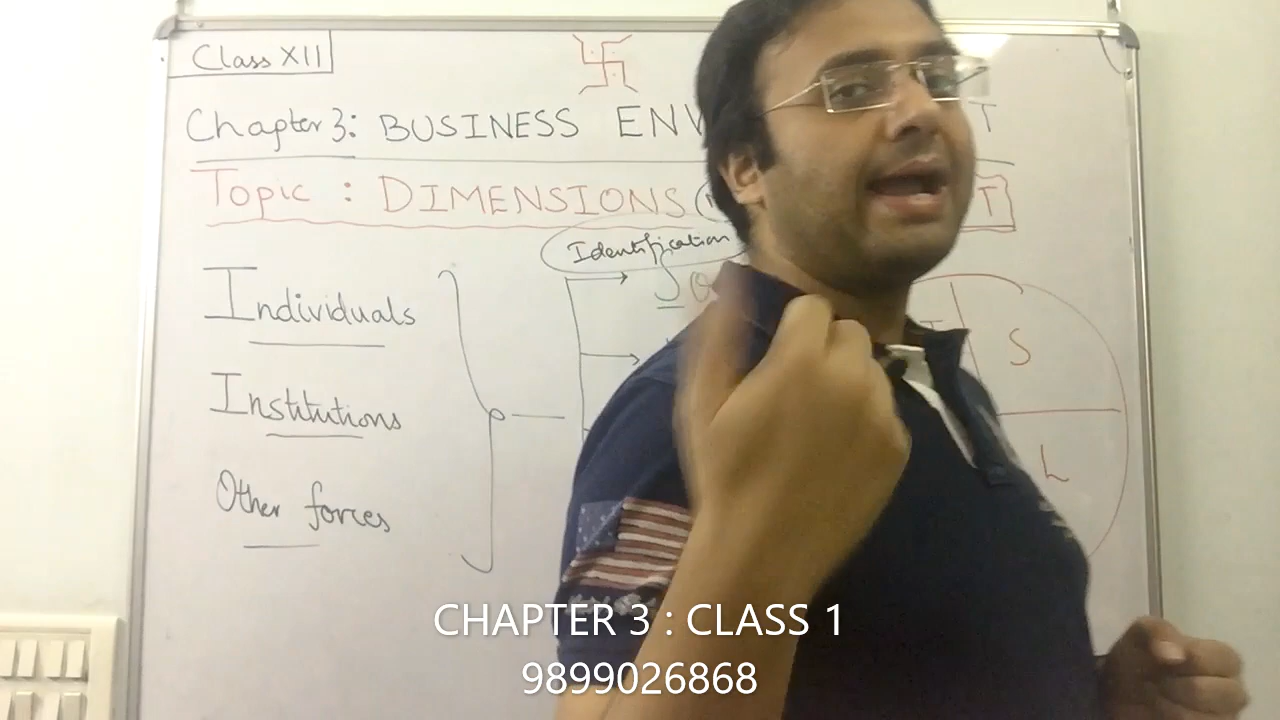 Class XII
Chapter 3: BUSINESS ENV T
Topic : DIMENSIONS ( T
Identification
Individuals
Institutions
Other forces
S
L
CHAPTER 3 : CLASS 1
9899026868